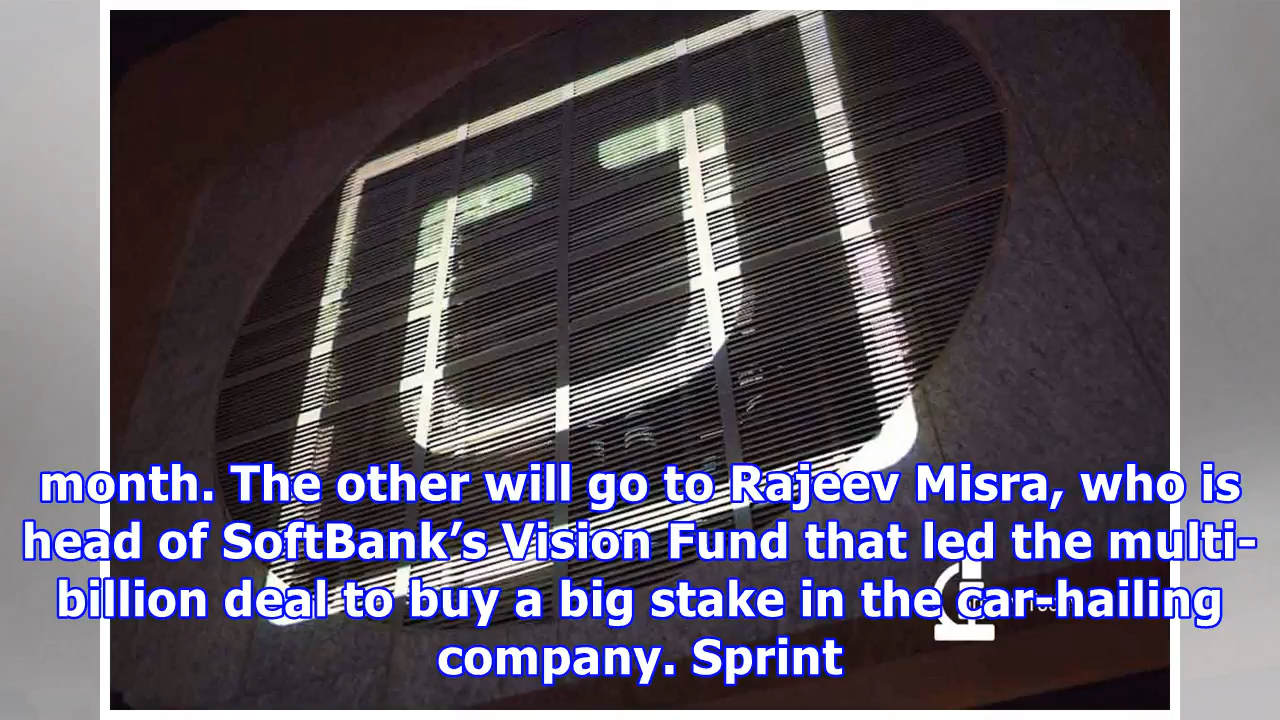 month. The other will go to Rajeev Misra, who is
head of SoftBank’s Vision Fund that led the multi-
billion deal to buy a big stake in the car-hailing
company. Sprint